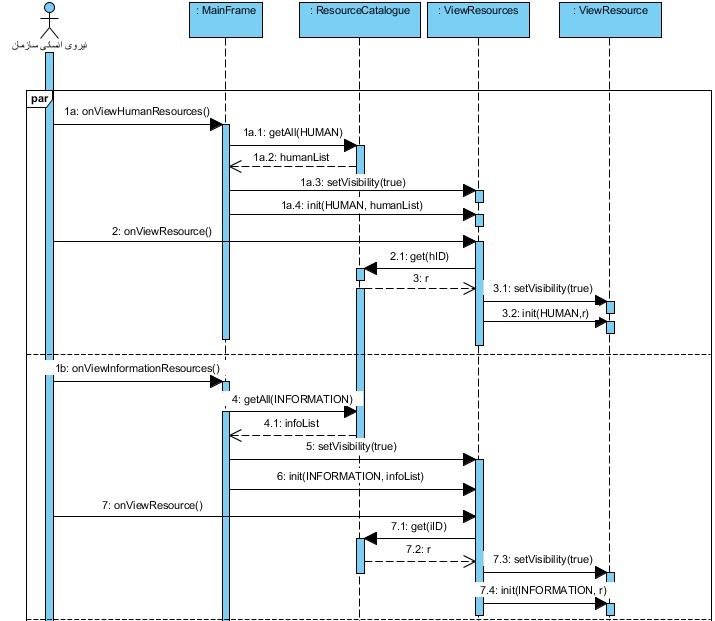 : MainFrame
: ResourceCatalogue
: ViewResources
: ViewResource
نیروی انسانی سازمان
par
1a: onViewHumanResources()
1a.1: getAll(HUMAN)
1a.2: humanList
1a.3: setVisibility(true)
1a.4: init(HUMAN, humanList)
2: onViewResource()
2.1: get(hID)
3: r
3.1: setVisibility(true)
3.2: init(HUMAN,r)
1b: onViewInformationResources()
4: getAll(INFORMATION)
4.1: infoList
5: setVisibility(true)
6: init(INFORMATION, infoList)
7: onViewResource()
7.1: get(iID)
7.2: r
7.3: setVisibility(true)
7.4: init(INFORMATION, r)